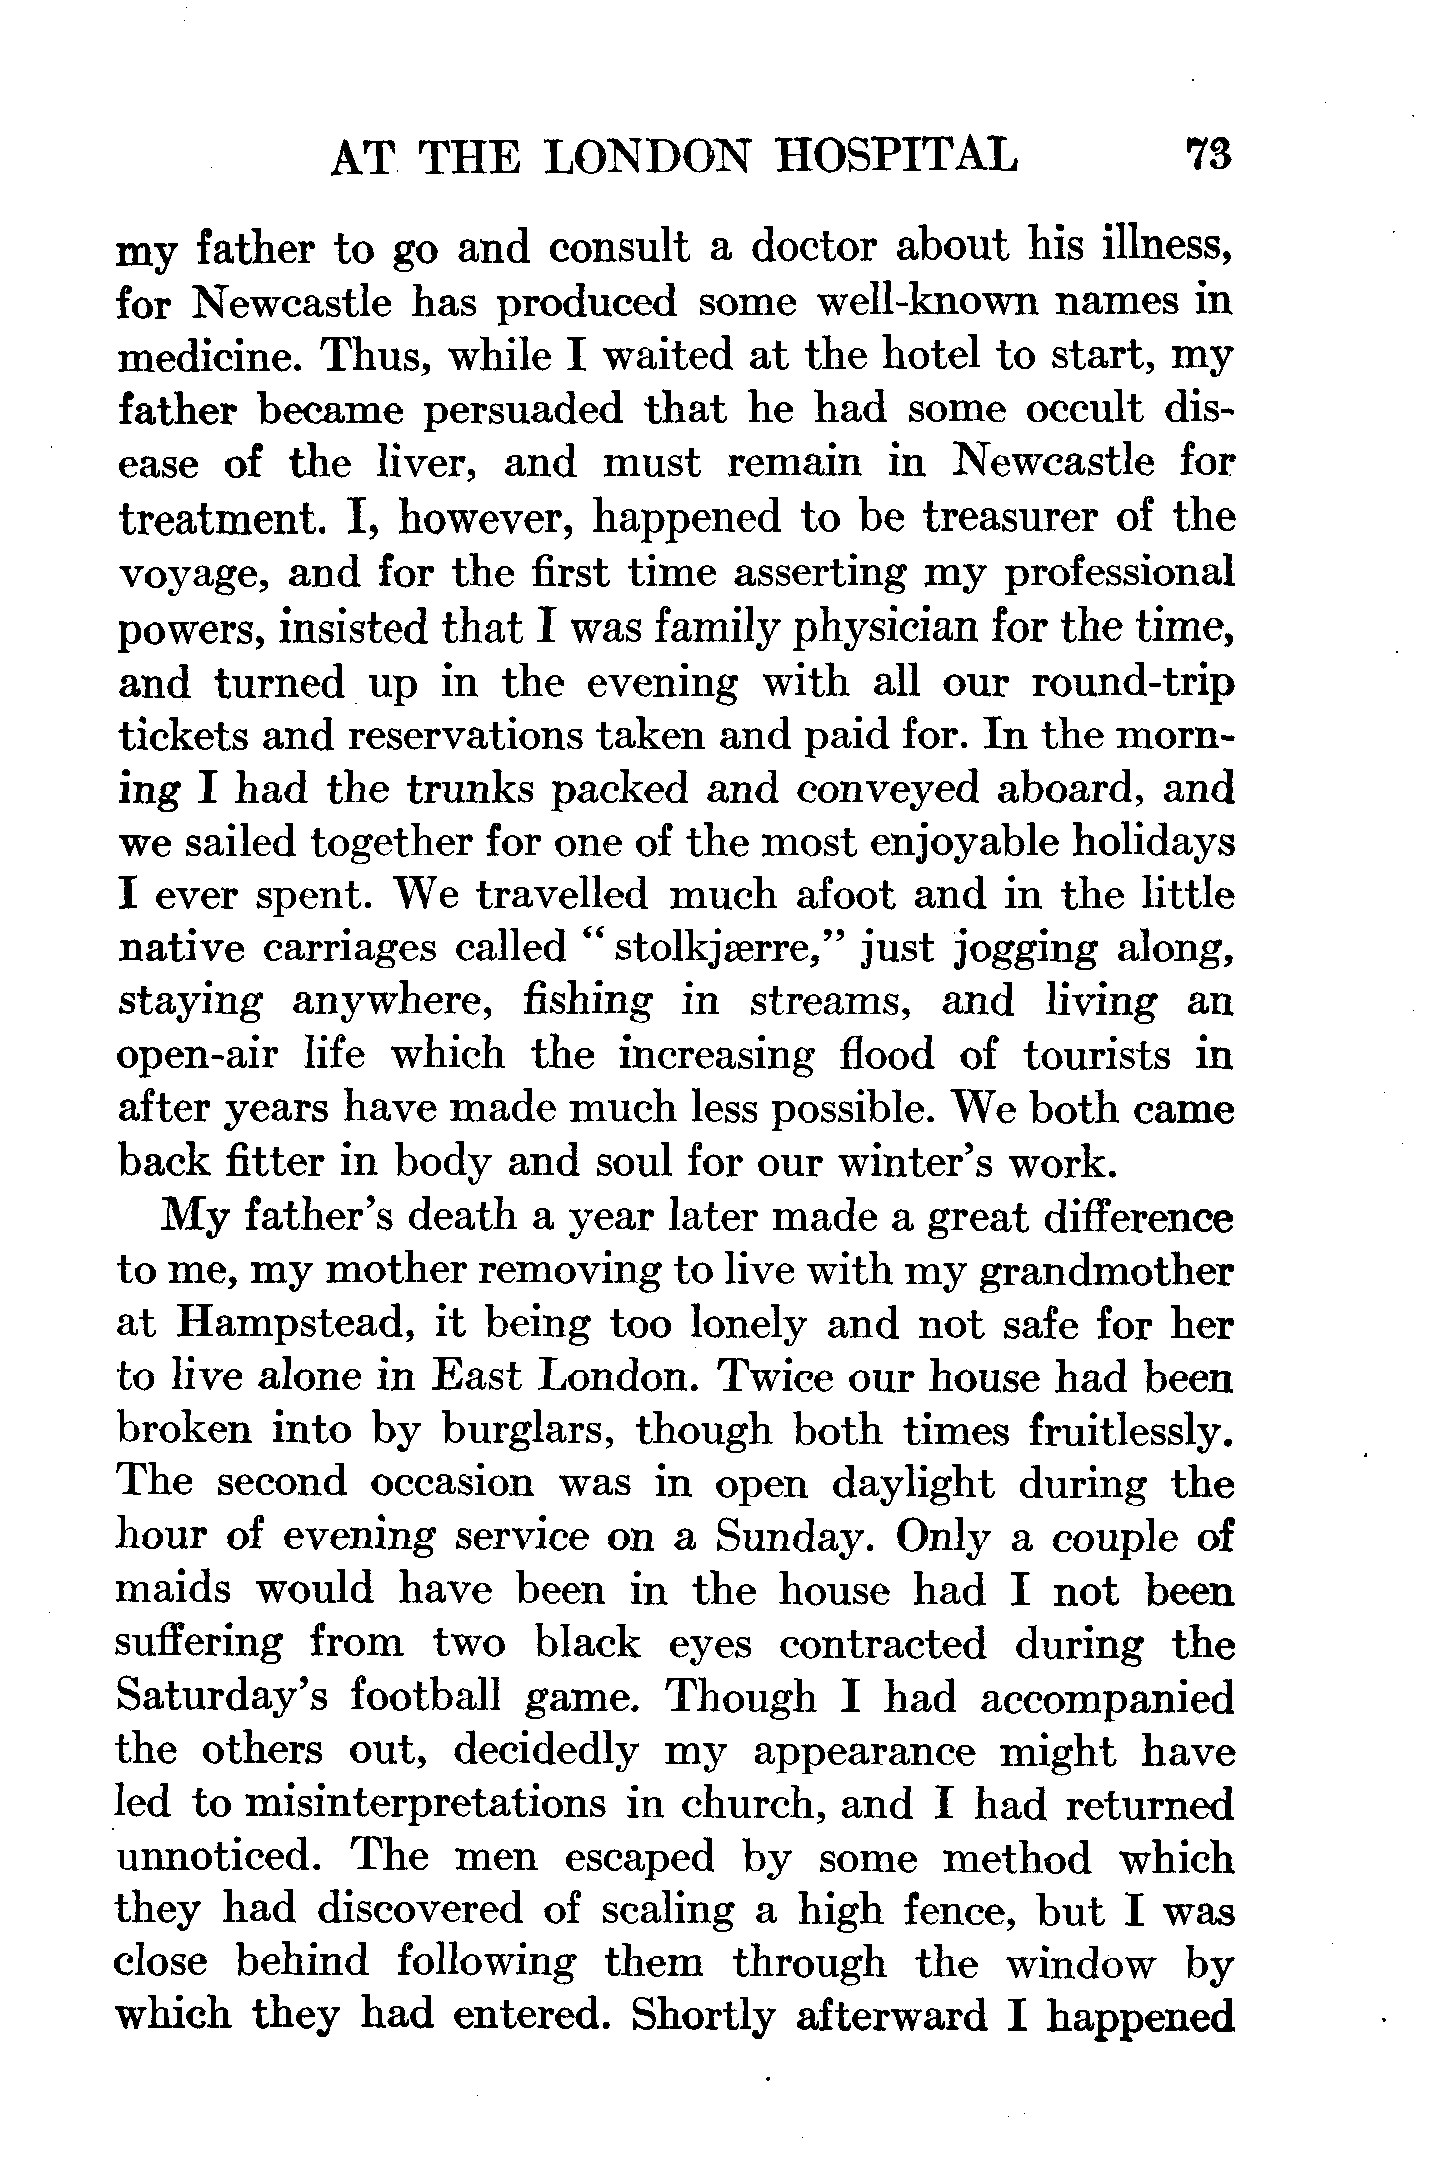 AT THE LONDON HOSPITAL 73
my father to go and consult a doctor about his illness,
for Newcastle has produced some well-known names in
medicine. Thus, while I waited at the hotel to start, my
father became persuaded that he had some occult dis-
ease of the liver, and must remain in Newcastle for
treatment. I, however, happened to be treasurer of the
voyage, and for the first time asserting my professional
powers, insisted that I was family physician for the time,
and turned up in the evening with all our round-trip
tickets and reservations taken and paid for. In the morn-
ing I had the trunks packed and conveyed aboard, and
we sailed together for one of the most enjoyable holidays
I ever spent. We travelled much afoot and in the little
native carriages called “ stolkjærre,” just jogging along,
staying anywhere, fishing in streams, and living an
open-air life which the increasing flood of tourists in
after years have made much less possible. We both came
back fitter in body and soul for our winter’s work.
My father’s death a year later made a great difference
to me, my mother removing to live with my grandmother
at Hampstead, it being too lonely and not safe for her
to live alone in East London. Twice our house had been
broken into by burglars, though both times fruitlessly.
The second occasion was in open daylight during the
hour of evening service on a Sunday. Only a couple of
maids would have been in the house had I not been
suffering from two black eyes contracted during the
Saturday’s football game. Though I had accompanied
the others out, decidedly my appearance might have
led to misinterpretations in church, and I had returned
unnoticed. The men escaped by some method which
they had discovered of scaling a high fence, but I was
close behind following them through the window by
which they had entered. Shortly afterward I happened